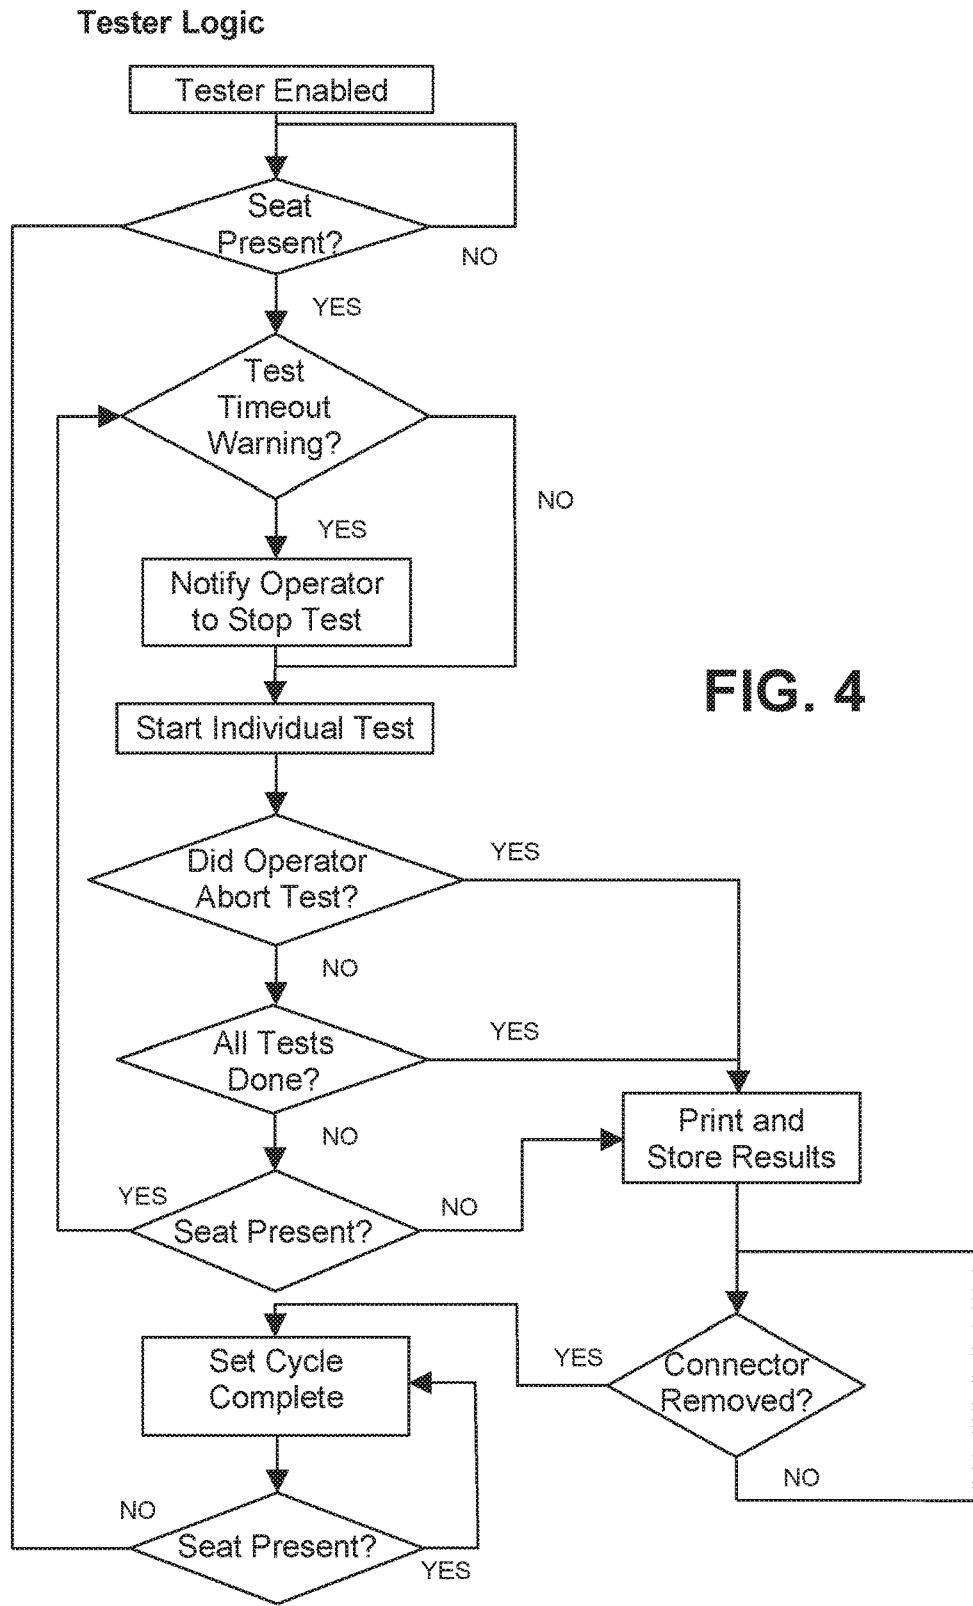 Tester Logic
Tester Enabled
Seat
Present?
NO
YES
Test
Timeout
Warning?
NO
YES
Notify Operator
to Stop Test
FIG. 4
Start Individual Test
YES
Did Operator
Abort Test?
NO
YES
All Tests
Done?
Print and
Store Results
NO
YES
NO
Seat Present?
Set Cycle
Complete
YES
Connector
Removed?
NO
NO
Seat Present?
YES